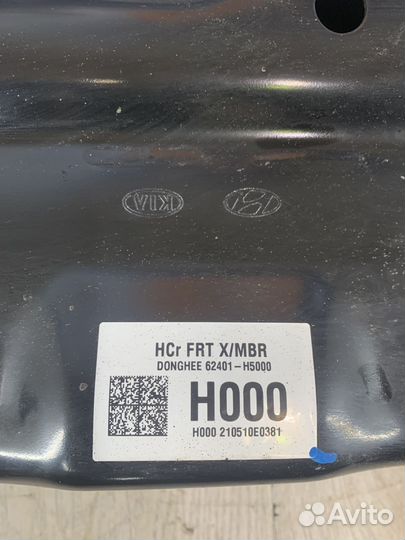 KIA
HCr FRT X/MBR
DONGHEE 62401-H5000
H000
H000 210510E0381
Avito